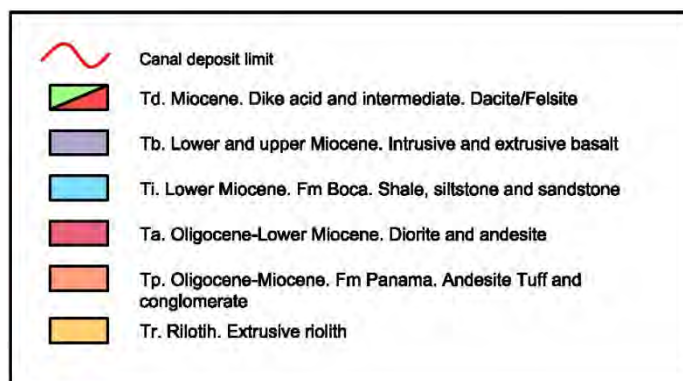 Canal deposit limit
Td. Miocene. Dike acid and intermediate. Dacite/Felsite
Tb. Lower and upper Miocene. Intrusive and extrusive basalt
Ti. Lower Miocene. Fm Boca. Shale, siltstone and sandstone
Ta. Oligocene-Lower Miocene. Diorite and andesite
Tp. Oligocene-Miocene. Fm Panama. Andesite Tuff and
conglomerate
Tr. Rilotih. Extrusive riolith